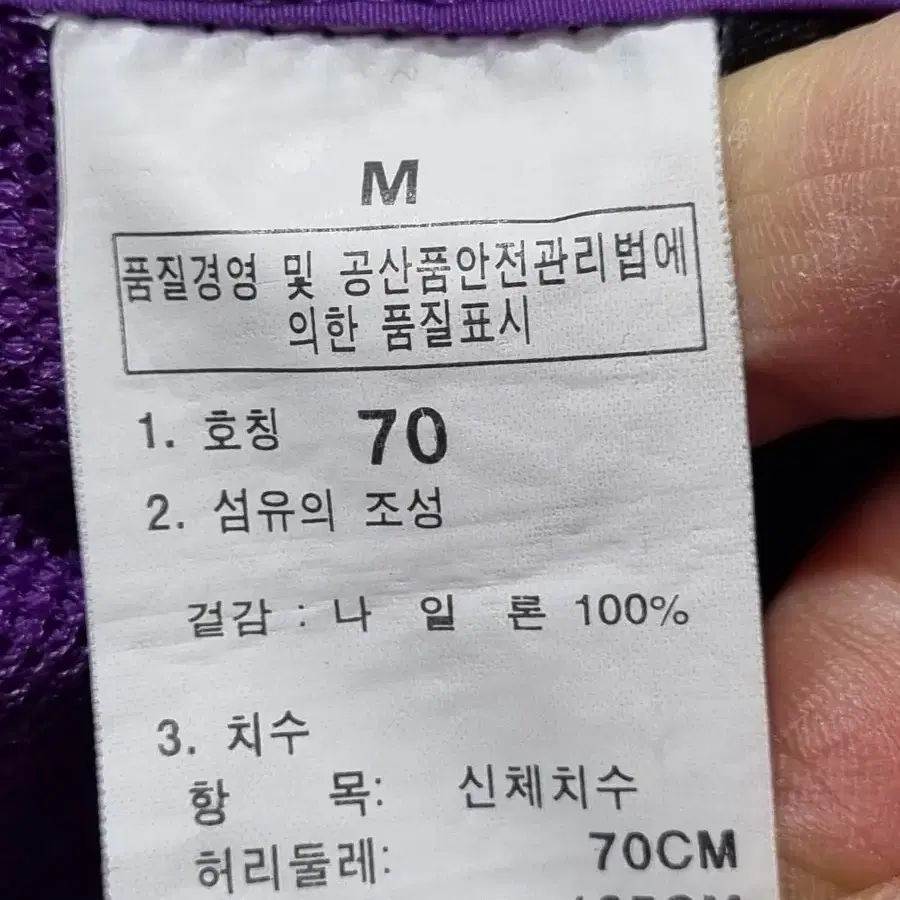 M
품질경영 및 공산품안전관리법에
의한 품질표시
1. 호칭 70
2. 섬유의 조성
겉감 : 나 일 론 100%
3. 치수
항 목: 신체치수
허리둘레: 70CM